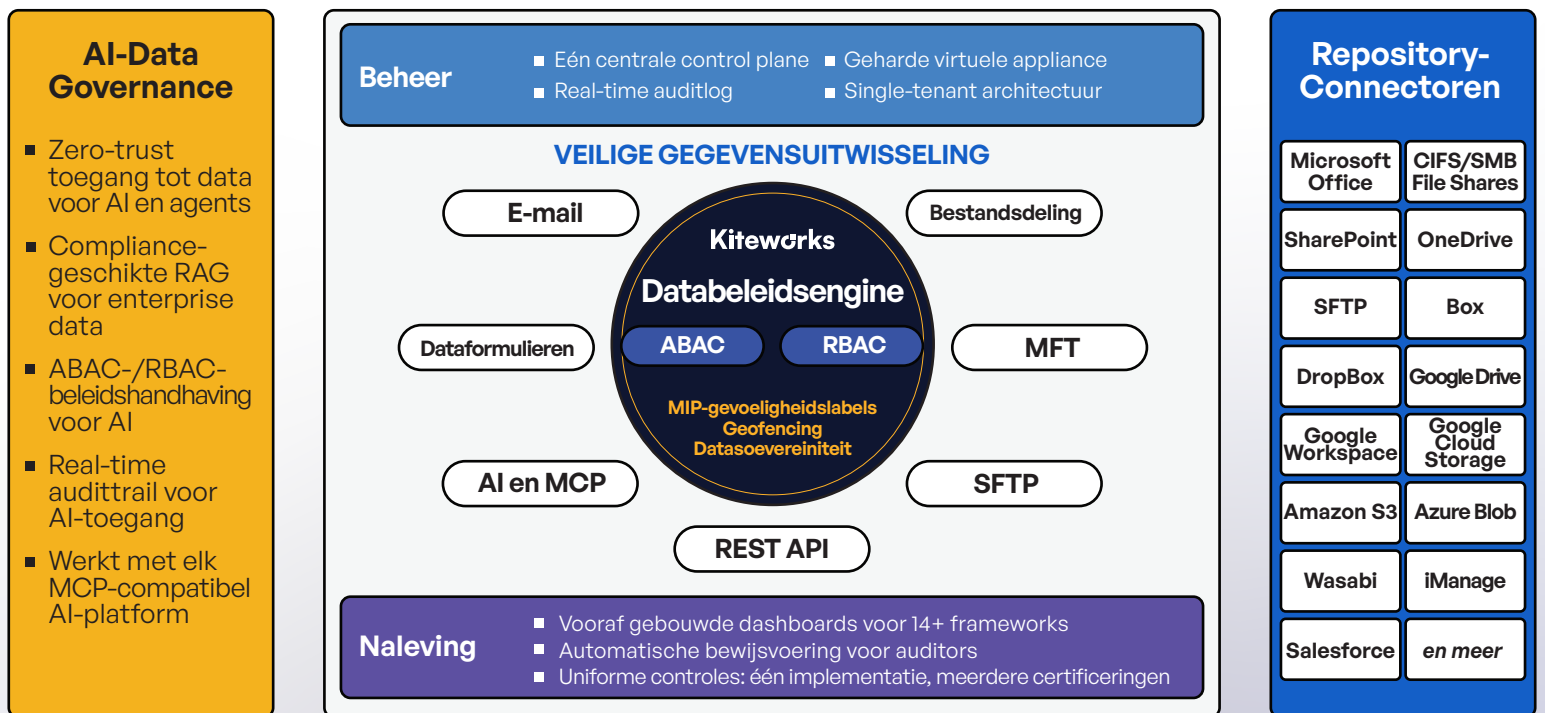 AI-Data
Governance
Zero-trust
toegang tot data
voor AI en agents
Compliance-
geschikte RAG
voor enterprise
data
ABAC-/RBAC-
beleidshandhaving
voor AI
Real-time
audittrail voor
AI-toegang
Werkt met elk
MCP-compatibel
AI-platform
Beheer
Eén centrale control plane
Geharde virtuele appliance
Real-time auditlog
Single-tenant architectuur
VEILIGE GEGEVENSUITWISSELING
E-mail
Bestandsdeling
Kiteworks
Databeleidsengine
Dataformulieren
ABAC
RBAC
MFT
MIP-gevoeligheidslabels
Geofencing
Datasoevereiniteit
AI en MCP
SFTP
REST API
Naleving
Vooraf gebouwde dashboards voor 14+ frameworks
Automatische bewijsvoering voor auditors
Uniforme controles: één implementatie, meerdere certificeringen
Repository-
Connectoren
Microsoft
Office
CIFS/SMB
File Shares
SharePoint
OneDrive
SFTP
Box
DropBox
Google Drive
Google
Workspace
Google
Cloud
Storage
Amazon S3
Azure Blob
Wasabi
iManage
Salesforce
en meer